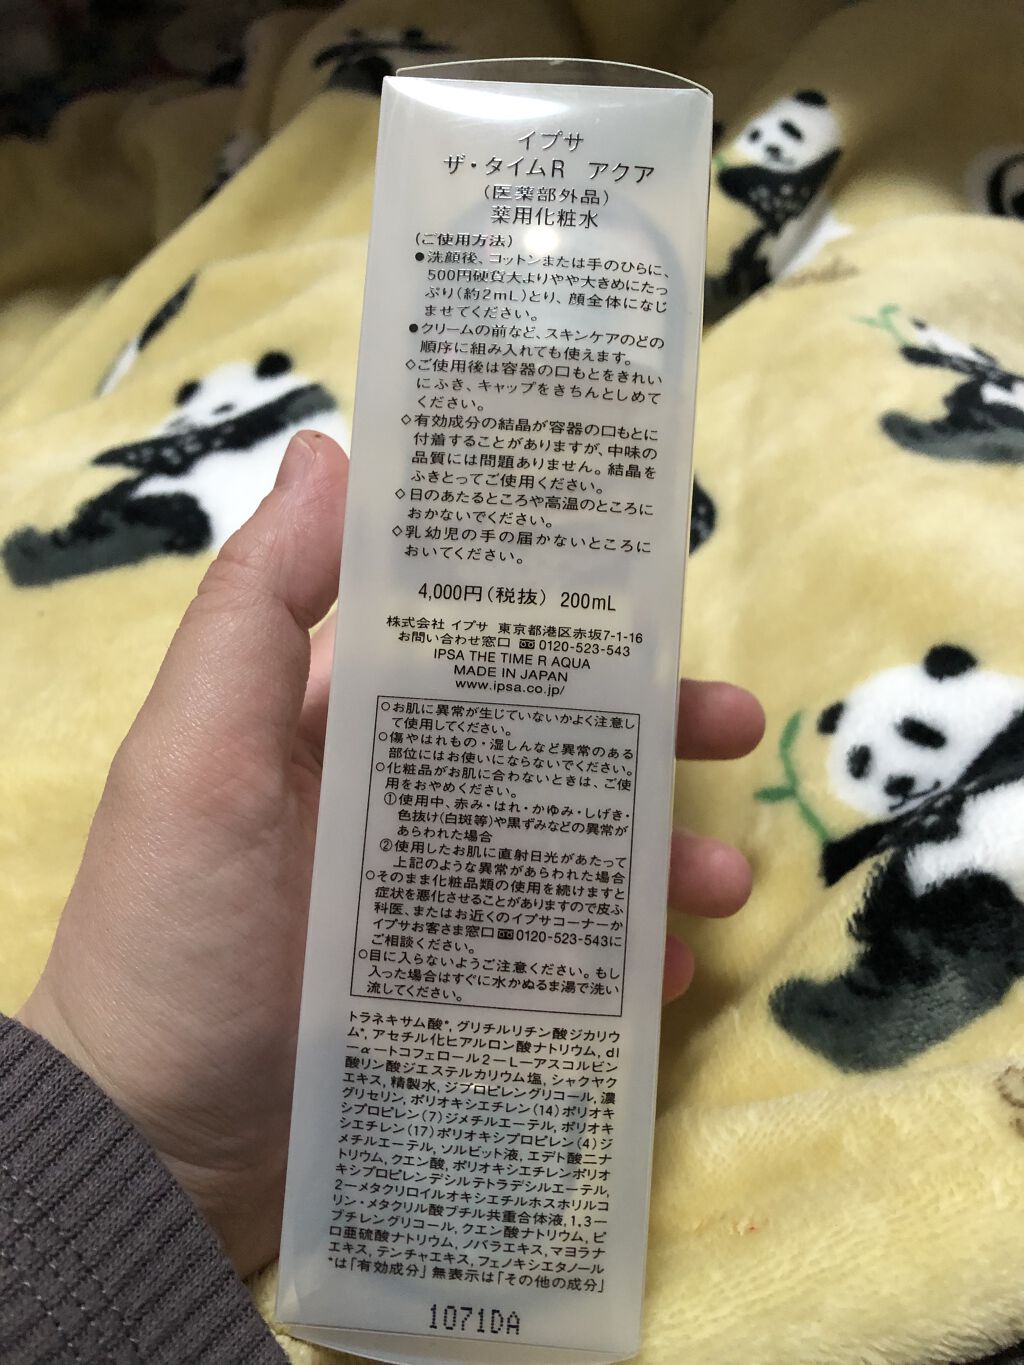 イプサ
ザ・タイムR アクア
(医薬部外品)
薬用化粧水
(ご使用方法)
●洗顔後、コットンまたは手のひらに、
500円硬貨大よりやや大きめにたっ
ぷり(約2mL)とり、顔全体になじ
ませてください。
●クリームの前など、スキンケアのどの
順序に組み入れても使えます。
◇ご使用後は容器の口もとをきれい
にふき、キャップをきちんとしめて
ください。
◇有効成分の結晶が容器の口もとに
付着することがありますが、中味の
品質には問題ありません。結晶を
ふきとってご使用ください。
◇日のあたるところや高温のところに
おかないでください。
◇乳幼児の手の届かないところに
おいてください。
4,000円(税抜) 200mL
株式会社 イプサ 東京都港区赤坂7-1-16
お問い合わせ窓口 0120-523-543
IPSA THE TIME R AQUA
MADE IN JAPAN
www.ipsa.co.jp/
○お肌に異常が生じていないかよく注意し
て使用してください。
○傷やはれもの・湿しんなど異常のある
部位にはお使いにならないでください。
○化粧品がお肌に合わないときは、ご使
用をおやめください。
①使用中、赤み・はれ・かゆみ・しげき・
色抜け(白斑等)や黒ずみなどの異常が
あらわれた場合
②使用したお肌に直射日光があたって
上記のような異常があらわれた場合
○そのまま化粧品類の使用を続けますと
症状を悪化させることがありますので皮ふ
科医、またはお近くのイプサコーナーか
イプサお客さま窓口0120-523-543に
ご相談ください。
○目に入らないようご注意ください。もし
入った場合はすぐに水かぬるま湯で洗い
流してください。
トラネキサム酸*, グリチルリチン酸ジカリウ
ム*, アセチル化ヒアルロン酸ナトリウム, dl
ーα－トコフェロール2－L－アスコルビン
酸リン酸ジエステルカリウム塩, シャクヤク
エキス, 精製水, ジプロピレングリコール, 濃
グリセリン, ポリオキシエチレン(14)ポリオキ
シプロピレン(7)ジメチルエーテル, ポリオキ
シエチレン(17)ポリオキシプロピレン(4)ジ
メチルエーテル, ソルビット液, エデト酸二ナ
トリウム, クエン酸, ポリオキシエチレンポリオ
キシプロピレンデシルテトラデシルエーテル,
2－メタクリロイルオキシエチルホスホリルコ
リン・メタクリル酸ブチル共重合体液, 1,3－
ブチレングリコール, クエン酸ナトリウム, ピ
ロ亜硫酸ナトリウム, ノバラエキス, マヨラナ
エキス, テンチャエキス, フェノキシエタノール
*は「有効成分」無表示は「その他の成分」
1071DA